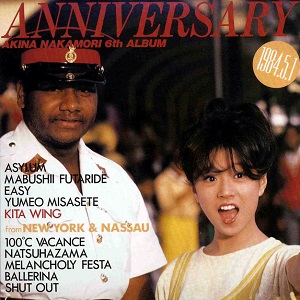 ANNIVERSARY
AKINA NAKAMORI 6th ALBUM
1984.5.1
ASYLUM
MABUSHII FUTARIDE
EASY
YUMEO MISASETE
KITA WING
from NEW YORK & NASSAU
100℃ VACANCE
NATSUHAZAMA
MELANCHOLY FESTA
BALLERINA
SHUT OUT